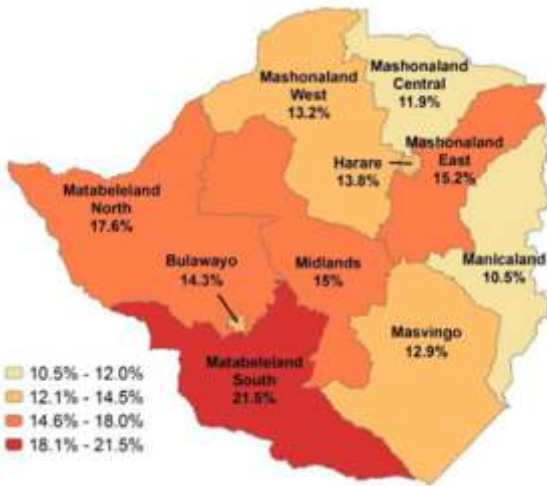 Mashonaland
West
13.2%
Mashonaland
Central
11.9%
Mashonaland
East
15.2%
Harare
13.8%
Matabeleland
North
17.6%
Bulawayo
14.3%
Midlands
15%
Manicaland
10.5%
Masvingo
12.9%
Matabeleland
South
21.5%
10.5% - 12.0%
12.1% - 14.5%
14.6% - 18.0%
18.1% - 21.5%